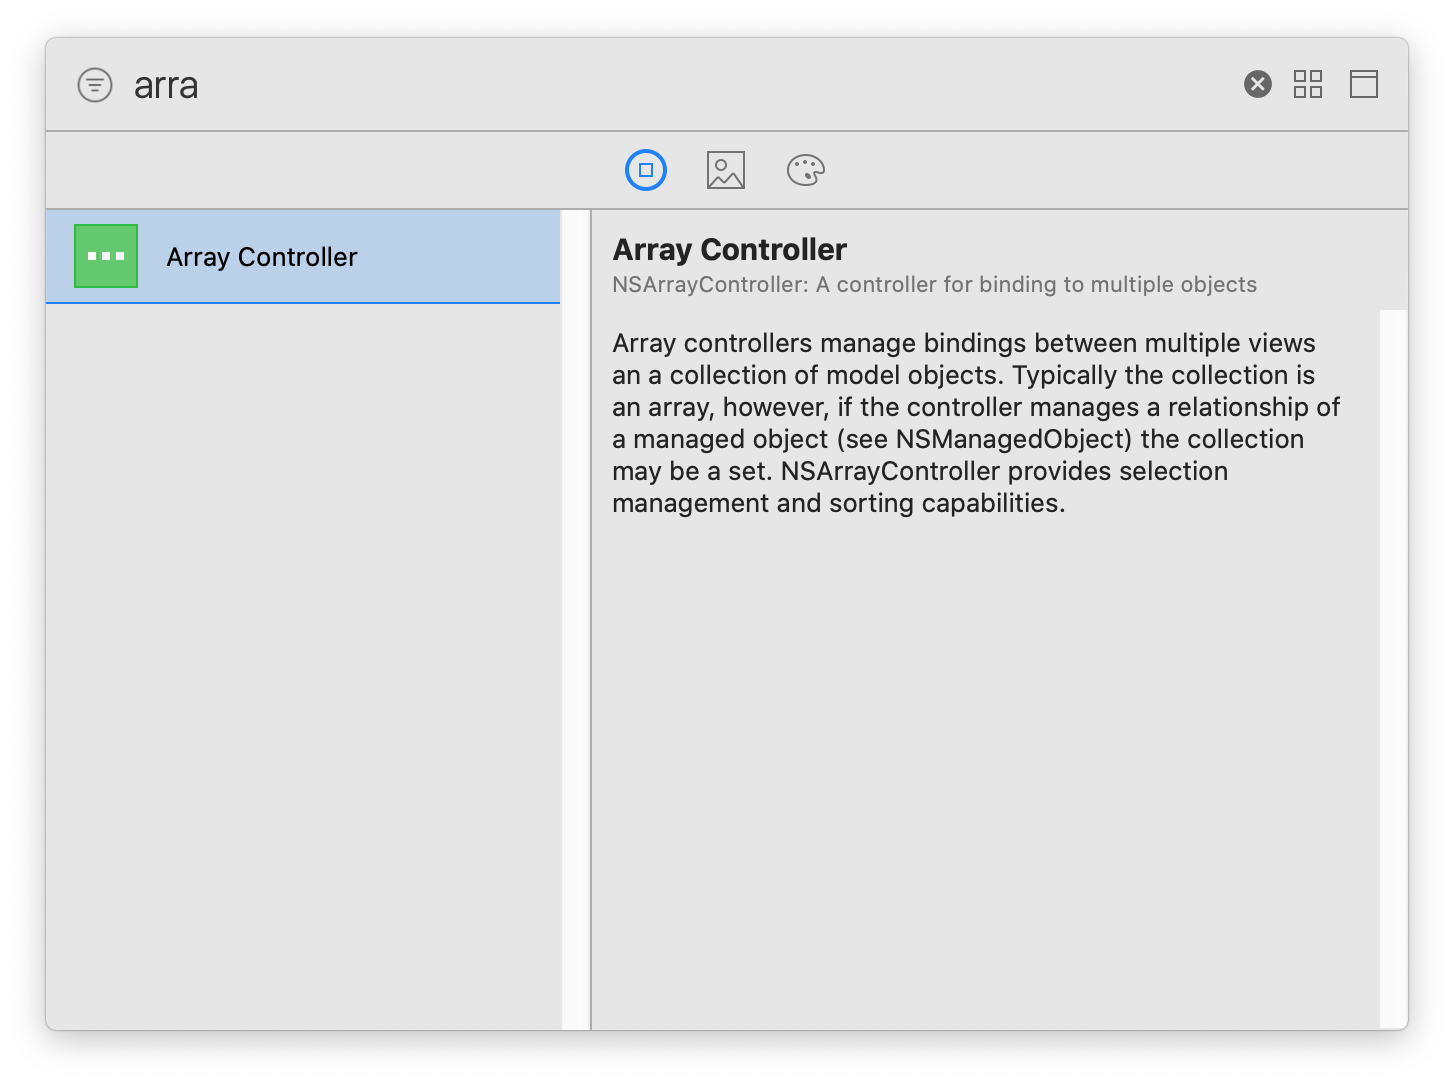 arra
Array Controller
Array Controller
NSArrayController: A controller for binding to multiple objects
Array controllers manage bindings between multiple views
an a collection of model objects. Typically the collection is
an array, however, if the controller manages a relationship of
a managed object (see NSManagedObject) the collection
may be a set. NSArrayController provides selection
management and sorting capabilities.